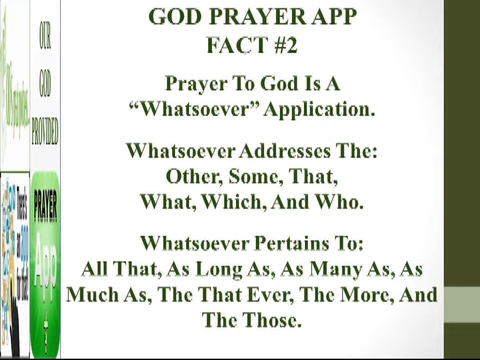 GOD PRAYER APP
FACT #2
Prayer To God Is A
“Whatsoever” Application.
Whatsoever Addresses The:
Other, Some, That,
What, Which, And Who.
Whatsoever Pertains To:
All That, As Long As, As Many As, As
Much As, The That Ever, The More, And
The Those.
OUR
GOD
PROVIDED
PRAYER
App
There's
an